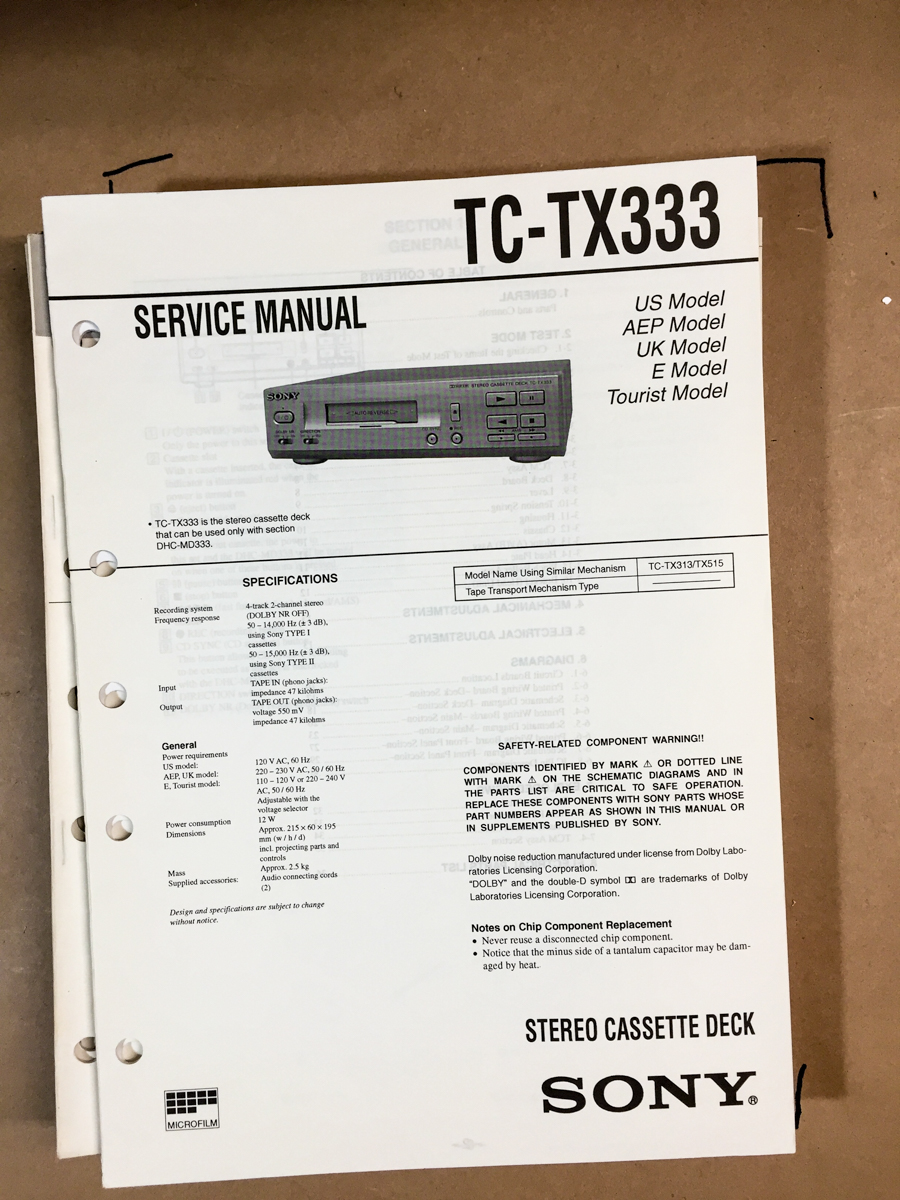 TC-TX333
SERVICE MANUAL
US Model
AEP Model
UK Model
E Model
Tourist Model
SONY
STEREO CASSETTE DECK TC-TX333
AUTO REVERSE
DIRECTION
• TC-TX333 is the stereo cassette deck
that can be used only with section
DHC-MD333.
SPECIFICATIONS
Recording system 4-track 2-channel stereo
Frequency response (DOLBY NR OFF)
50 – 14,000 Hz (± 3 dB),
using Sony TYPE I
cassettes
50 – 15,000 Hz (± 3 dB),
using Sony TYPE II
cassettes
Input TAPE IN (phono jacks):
impedance 47 kilohms
Output TAPE OUT (phono jacks):
voltage 550 mV
impedance 47 kilohms
General
Power requirements
US model: 120 V AC, 60 Hz
AEP, UK model: 220 – 230 V AC, 50 / 60 Hz
E, Tourist model: 110 – 120 V or 220 – 240 V
AC, 50 / 60 Hz
Adjustable with the
voltage selector
Power consumption 12 W
Dimensions Approx. 215 × 60 × 195
mm (w / h / d)
incl. projecting parts and
controls
Mass Approx. 2.5 kg
Supplied accessories: Audio connecting cords
(2)
Design and specifications are subject to change
without notice.
Model Name Using Similar Mechanism TC-TX313/TX515
Tape Transport Mechanism Type ————
SAFETY-RELATED COMPONENT WARNING!!
COMPONENTS IDENTIFIED BY MARK ⚠ OR DOTTED LINE
WITH MARK ⚠ ON THE SCHEMATIC DIAGRAMS AND IN
THE PARTS LIST ARE CRITICAL TO SAFE OPERATION.
REPLACE THESE COMPONENTS WITH SONY PARTS WHOSE
PART NUMBERS APPEAR AS SHOWN IN THIS MANUAL OR
IN SUPPLEMENTS PUBLISHED BY SONY.
Dolby noise reduction manufactured under license from Dolby Labo-
ratories Licensing Corporation.
"DOLBY" and the double-D symbol are trademarks of Dolby
Laboratories Licensing Corporation.
Notes on Chip Component Replacement
• Never reuse a disconnected chip component.
• Notice that the minus side of a tantalum capacitor may be dam-
aged by heat.
STEREO CASSETTE DECK
SONY®
MICROFILM